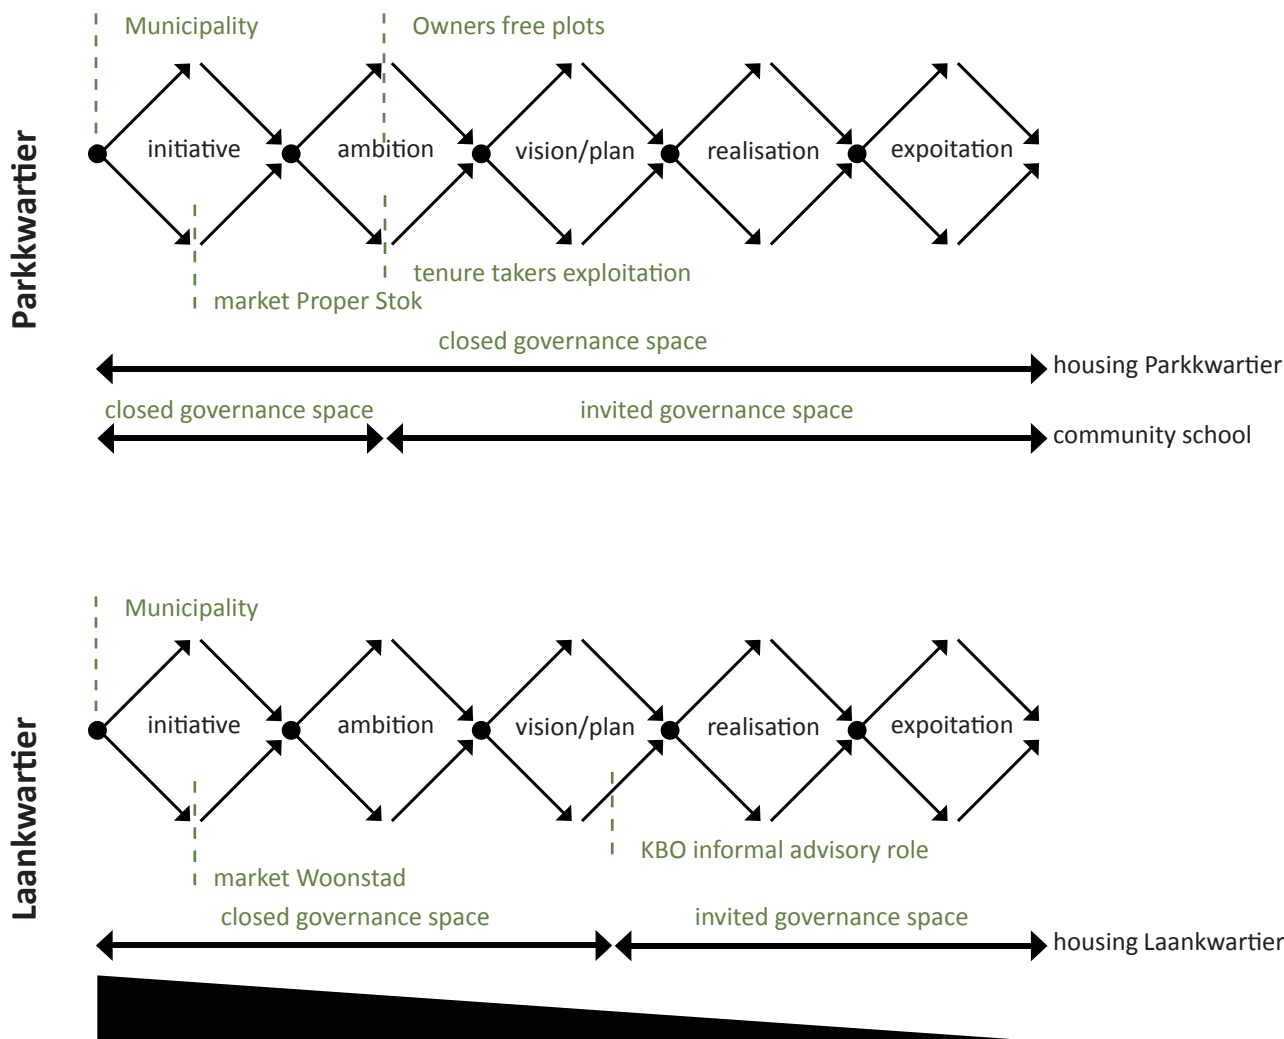 Municipality
Owners free plots
Parkkwartier
initiative
ambition
vision/plan
realisation
expoitation
tenure takers exploitation
market Proper Stok
closed governance space
housing Parkkwartier
closed governance space
invited governance space
community school
Municipality
Laankwartier
initiative
ambition
vision/plan
realisation
expoitation
KBO informal advisory role
market Woonstad
closed governance space
invited governance space
housing Laankwartier